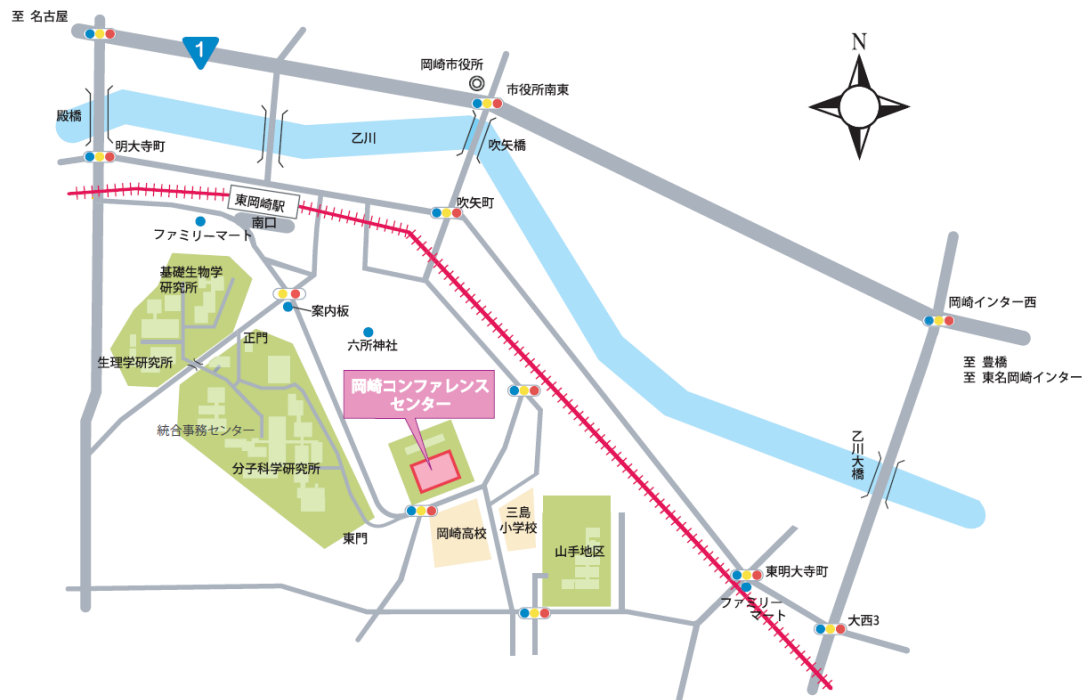 至 名古屋
1
岡崎市役所
市役所南東
N
殿橋
乙川
吹矢橋
明大寺町
東岡崎駅
南口
吹矢町
ファミリーマート
基礎生物学
研究所
案内板
岡崎インター西
正門
六所神社
生理学研究所
至 豊橋
至 東名岡崎インター
岡崎コンファレンス
センター
統合事務センター
乙川大橋
分子科学研究所
三島
小学校
岡崎高校
東門
山手地区
東明大寺町
ファミリー
マート
大西3